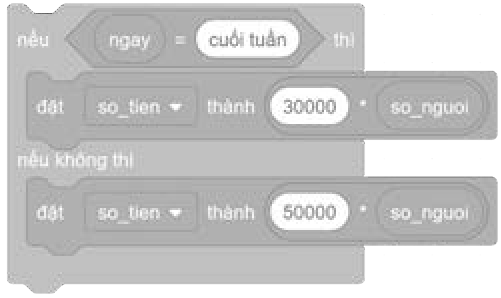 nếu ngay = cuối tuần thì
đặt so_tien thành 30000 * so_nguoi
nếu không thì
đặt so_tien thành 50000 * so_nguoi